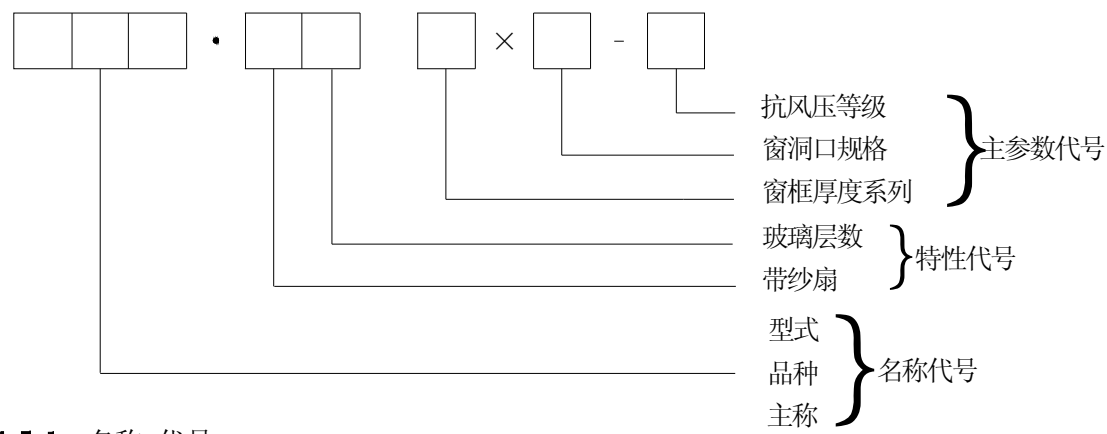 · × -
抗风压等级
窗洞口规格
窗框厚度系列
主参数代号
玻璃层数
带纱扇
特性代号
型式
品种
主称
名称代号